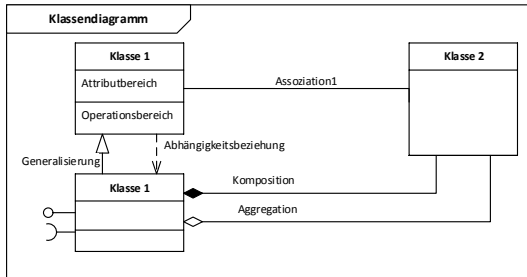 Klassendiagramm
Klasse 1
Klasse 2
Attributbereich
Assoziation1
Operationsbereich
Abhängigkeitsbeziehung
Generalisierung
Klasse 1
Komposition
Aggregation